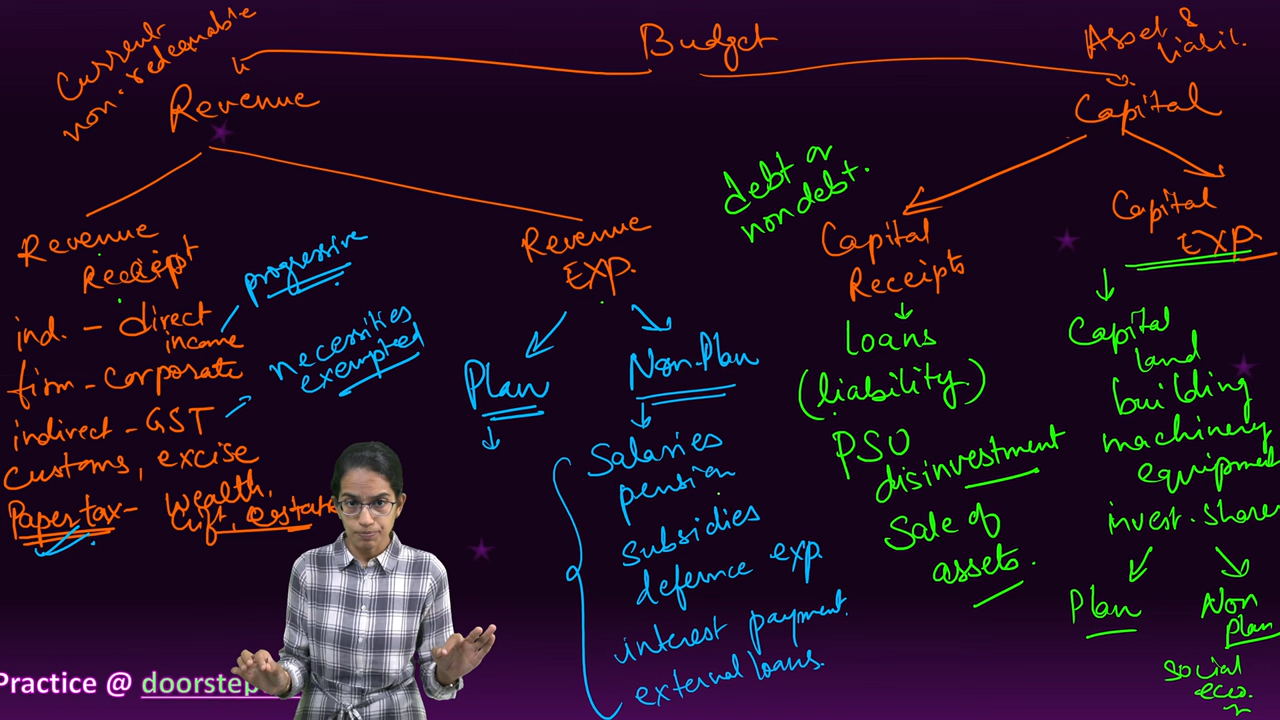 Budget
Current
non-redeemable
Revenue
Asset &
liabil.
Capital
Revenue
Receipt
progressive
ind. - direct
income
firm - corporate
necessities
exempted
indirect - GST
Customs, excise
Paper tax - wealth,
Gift, estate
Revenue
EXP.
Plan
Non-Plan
Salaries
pension
Subsidies
defernce exp.
interest payment.
external loans.
debt or
nondebt.
Capital
Receipts
loans
(liability)
PSU
disinvestment
Sale of
assets.
Capital
EXP.
Capital
land
building
machinery
equipment
invest. shares
Plan
Non
Plan
Social
eco.
Practice @ doorstep